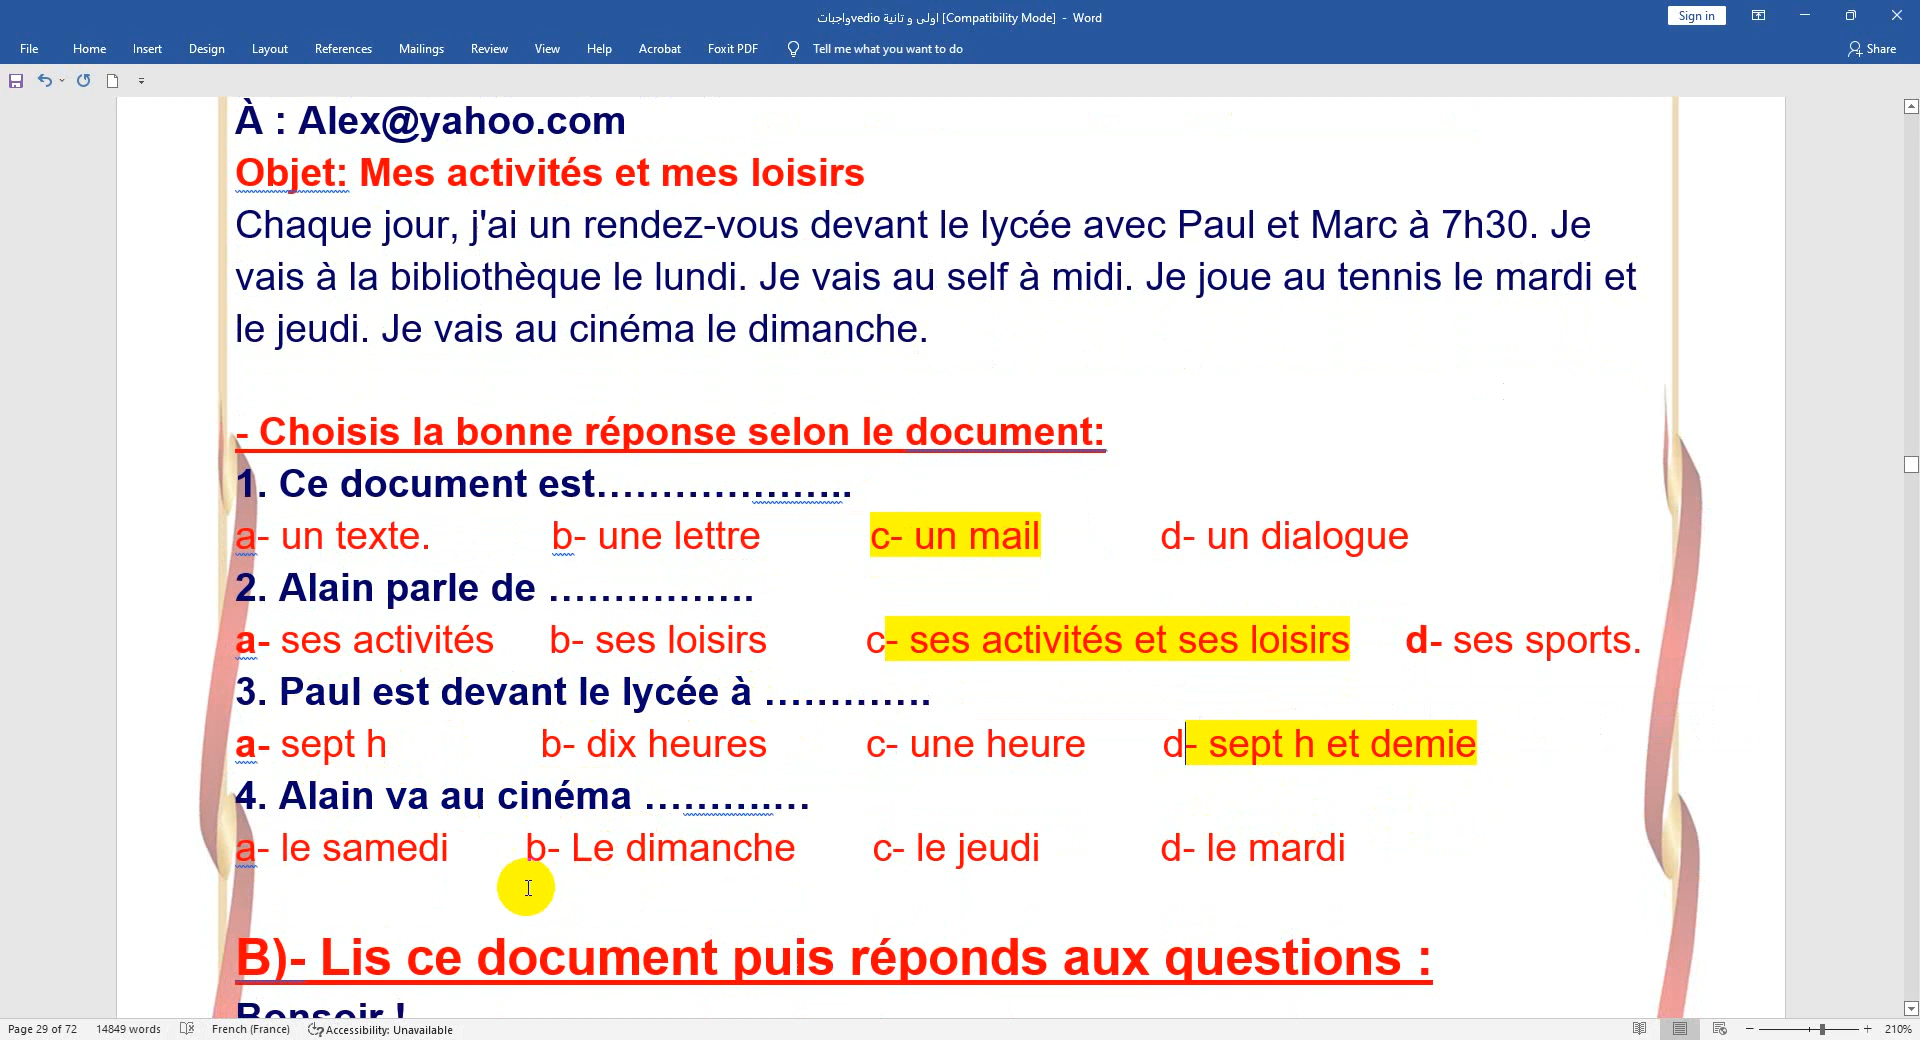 واجباتvedio اولى و تانية [Compatibility Mode] - Word
Sign in
File Home Insert Design Layout References Mailings Review View Help Acrobat Foxit PDF Tell me what you want to do Share
À : Alex@yahoo.com
Objet: Mes activités et mes loisirs
Chaque jour, j'ai un rendez-vous devant le lycée avec Paul et Marc à 7h30. Je
vais à la bibliothèque le lundi. Je vais au self à midi. Je joue au tennis le mardi et
le jeudi. Je vais au cinéma le dimanche.
- Choisis la bonne réponse selon le document:
1. Ce document est.…………………..
a- un texte. b- une lettre c- un mail d- un dialogue
2. Alain parle de …………….
a- ses activités b- ses loisirs c- ses activités et ses loisirs d- ses sports.
3. Paul est devant le lycée à ………….
a- sept h b- dix heures c- une heure d- sept h et demie
4. Alain va au cinéma ……….…
a- le samedi b- Le dimanche c- le jeudi d- le mardi
B)- Lis ce document puis réponds aux questions :
Bonsoir !
Page 29 of 72 14849 words French (France) Accessibility: Unavailable 210%